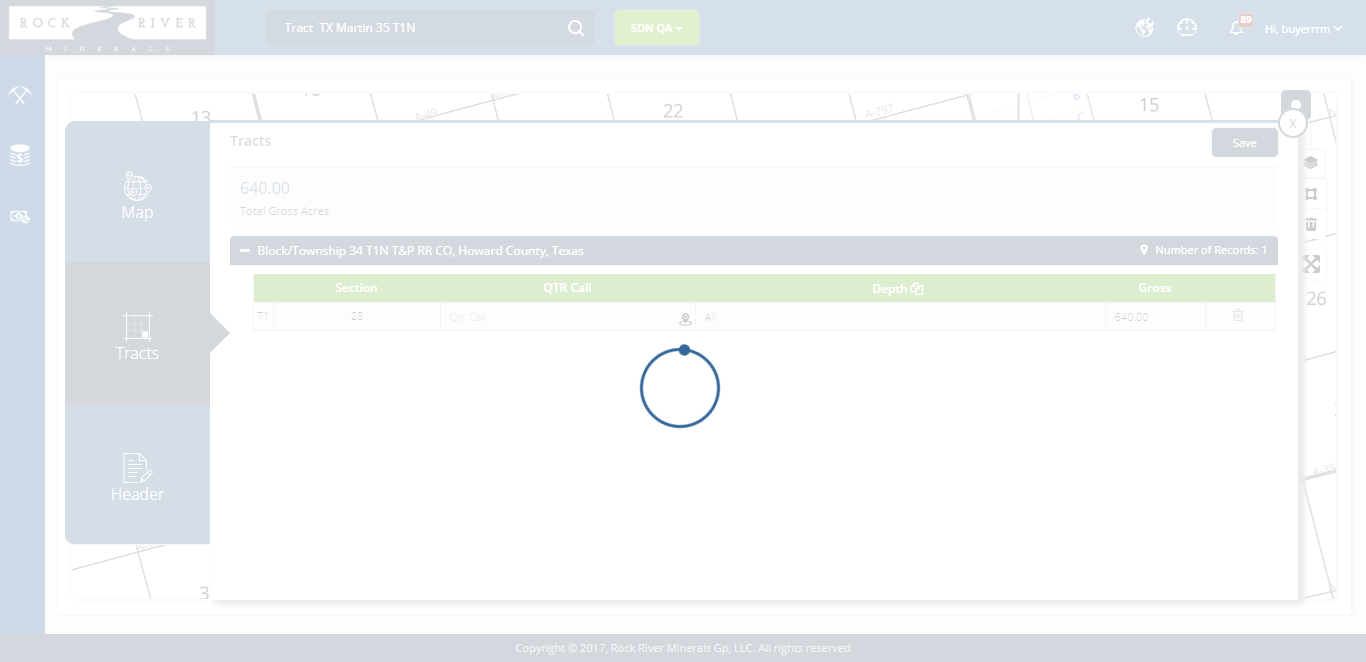 ROCK RIVER
MINERALS
Tract TX Martin 35 T1N
SDN QA
89
Hi, buyerrrm
13
A-49
22
A-797
15
B
C
X
Map
Tracts
Header
Tracts
Save
640.00
Total Gross Acres
Block/Township 34 T1N T&P RR CO, Howard County, Texas
Number of Records: 1
Section QTR Call Depth Gross
T1 28 Qtr Call All 640.00
26
3
Copyright © 2017, Rock River Minerals Gp, LLC. All rights reserved